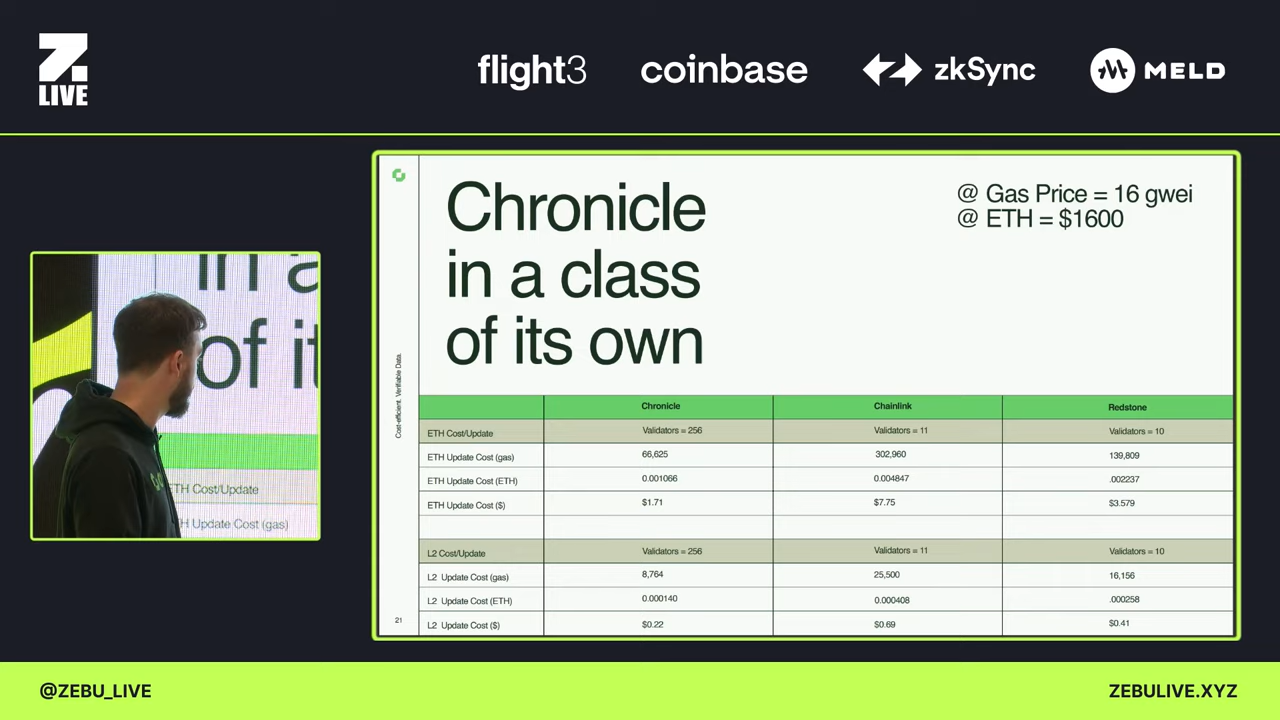 Z.
LIVE
flight3
coinbase
zkSync
MELD
in a
of it
ETH Cost/Update
Update Cost (gas)
Cost-efficient. Verifiable Data.
21
Chronicle
in a class
of its own
@ Gas Price = 16 gwei
@ ETH = $1600
Chronicle Chainlink Redstone
ETH Cost/Update Validators = 256 Validators = 11 Validators = 10
ETH Update Cost (gas) 66,625 302,960 139,809
ETH Update Cost (ETH) 0.001066 0.004847 .002237
ETH Update Cost ($) $1.71 $7.75 $3.579
L2 Cost/Update Validators = 256 Validators = 11 Validators = 10
L2 Update Cost (gas) 8,764 25,500 16,156
L2 Update Cost (ETH) 0.000140 0.000408 .000258
L2 Update Cost ($) $0.22 $0.69 $0.41
@ZEBU_LIVE
ZEBULIVE.XYZ